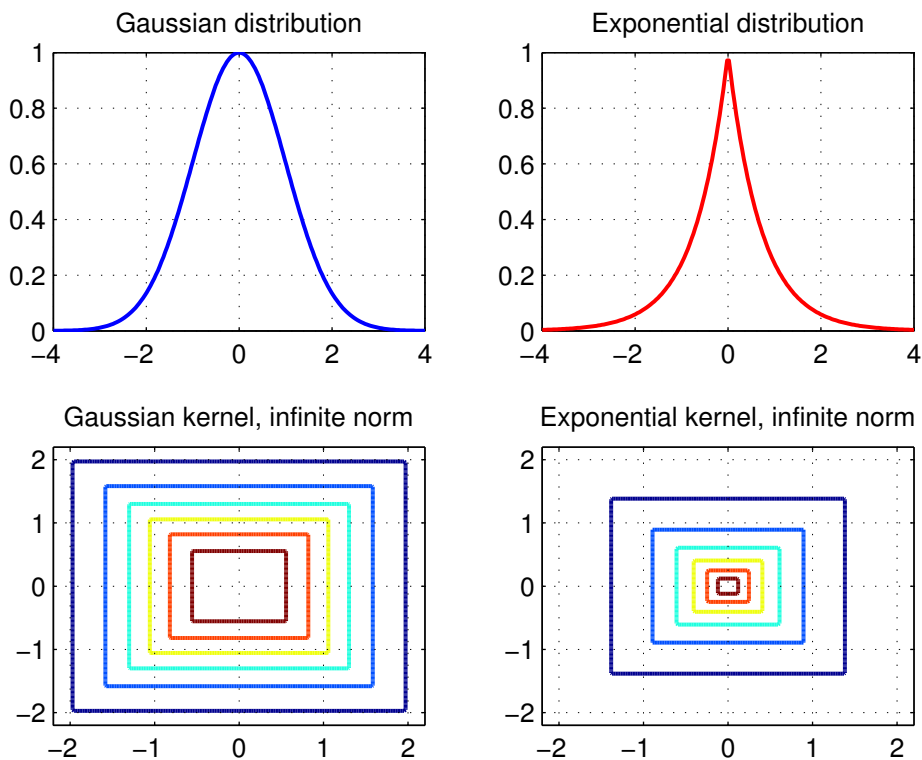 Gaussian distribution
1
0.8
0.6
0.4
0.2
0
−4 −2 0 2 4
Exponential distribution
1
0.8
0.6
0.4
0.2
0
−4 −2 0 2 4
Gaussian kernel, infinite norm
2
1
0
−1
−2
−2 −1 0 1 2
Exponential kernel, infinite norm
2
1
0
−1
−2
−2 −1 0 1 2